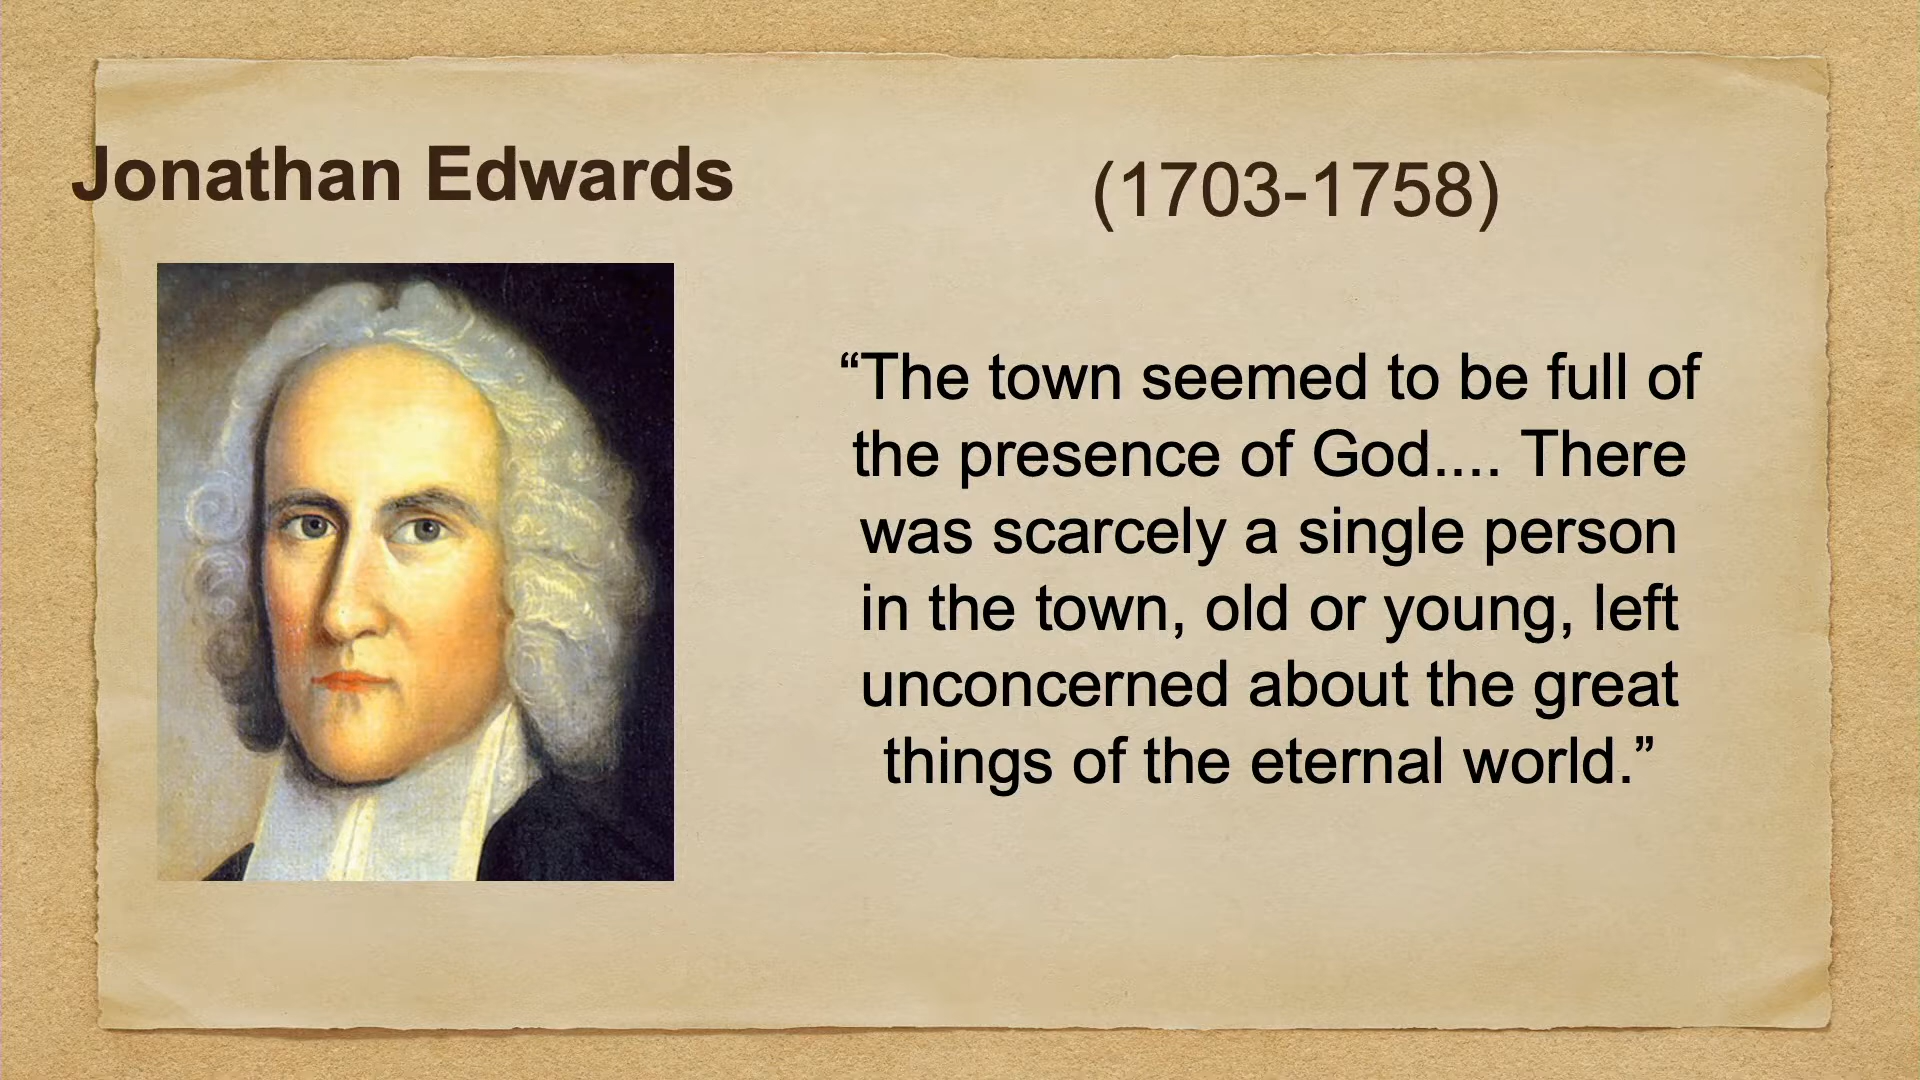 Jonathan Edwards
(1703-1758)
“The town seemed to be full of
the presence of God.... There
was scarcely a single person
in the town, old or young, left
unconcerned about the great
things of the eternal world.”